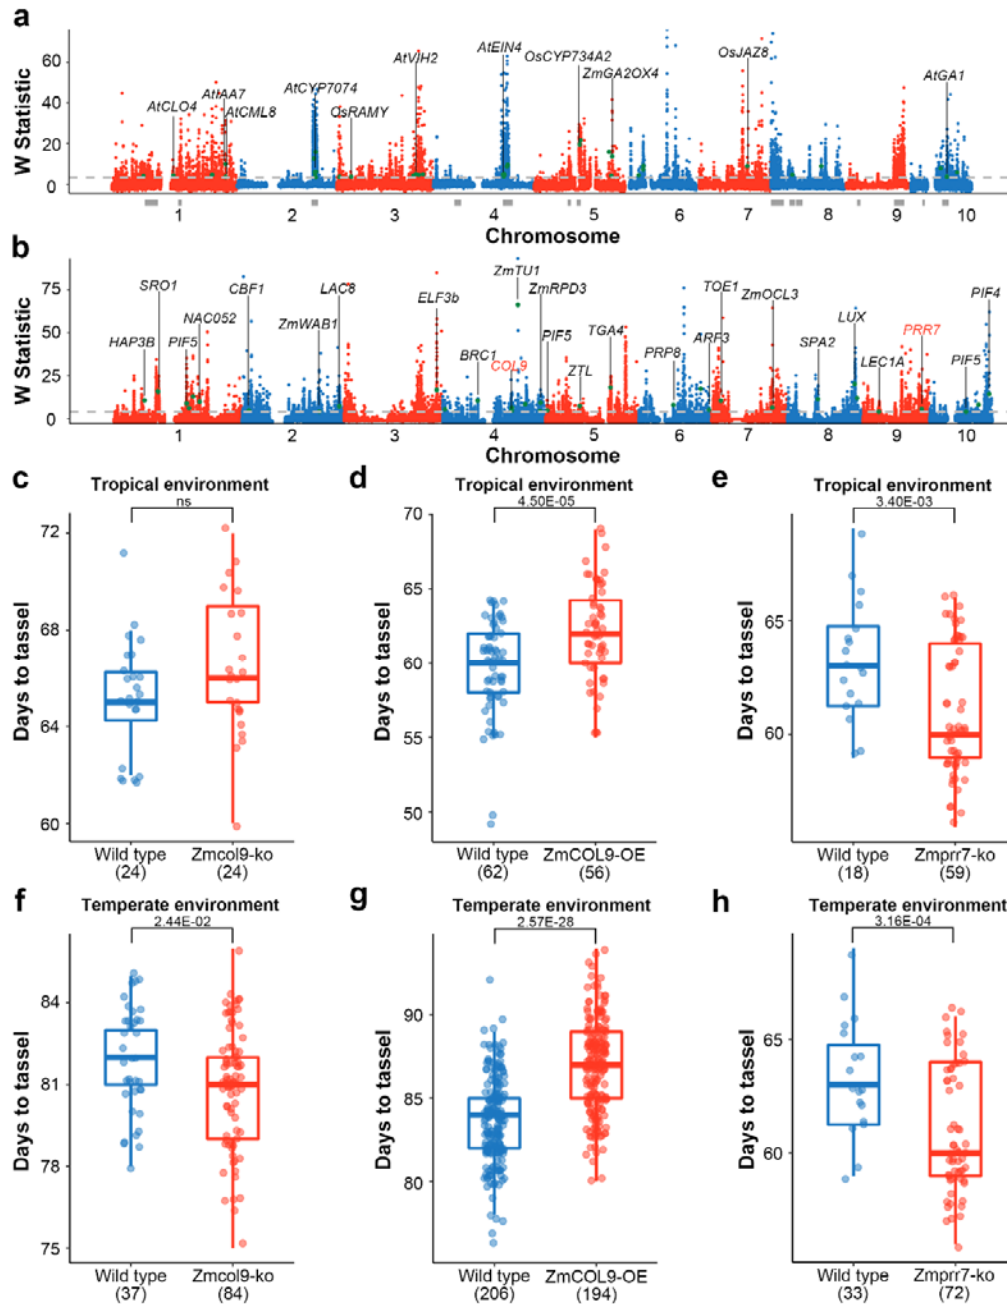 a
W Statistic
60
40
20
0
AtCLO4
AtIAA7
AtCML8
AtCYP7074
OsRAMY
AtVIH2
AtEIN4
OsCYP734A2
ZmGA2OX4
OsJAZ8
AtGA1
1 2 3 4 5 6 7 8 9 10
Chromosome
b
W Statistic
75
50
25
0
HAP3B
SRO1
PIF5
NAC052
CBF1
ZmWAB1
LAC8
ELF3b
BRC1
COL9
ZmTU1
ZmRPD3
PIF5
ZTL
TGA4
PRP8
ARF3
TOE1
ZmOCL3
SPA2
LUX
LEC1A
PRR7
PIF5
PIF4
1 2 3 4 5 6 7 8 9 10
Chromosome
c
Tropical environment
ns
Days to tassel
72
68
64
60
Wild type Zmcol9-ko
(24) (24)
d
Tropical environment
4.50E-05
Days to tassel
70
65
60
55
50
Wild type ZmCOL9-OE
(62) (56)
e
Tropical environment
3.40E-03
Days to tassel
65
60
Wild type Zmprr7-ko
(18) (59)
f
Temperate environment
2.44E-02
Days to tassel
84
81
78
75
Wild type Zmcol9-ko
(37) (84)
g
Temperate environment
2.57E-28
Days to tassel
90
85
80
Wild type ZmCOL9-OE
(206) (194)
h
Temperate environment
3.16E-04
Days to tassel
65
60
Wild type Zmprr7-ko
(33) (72)